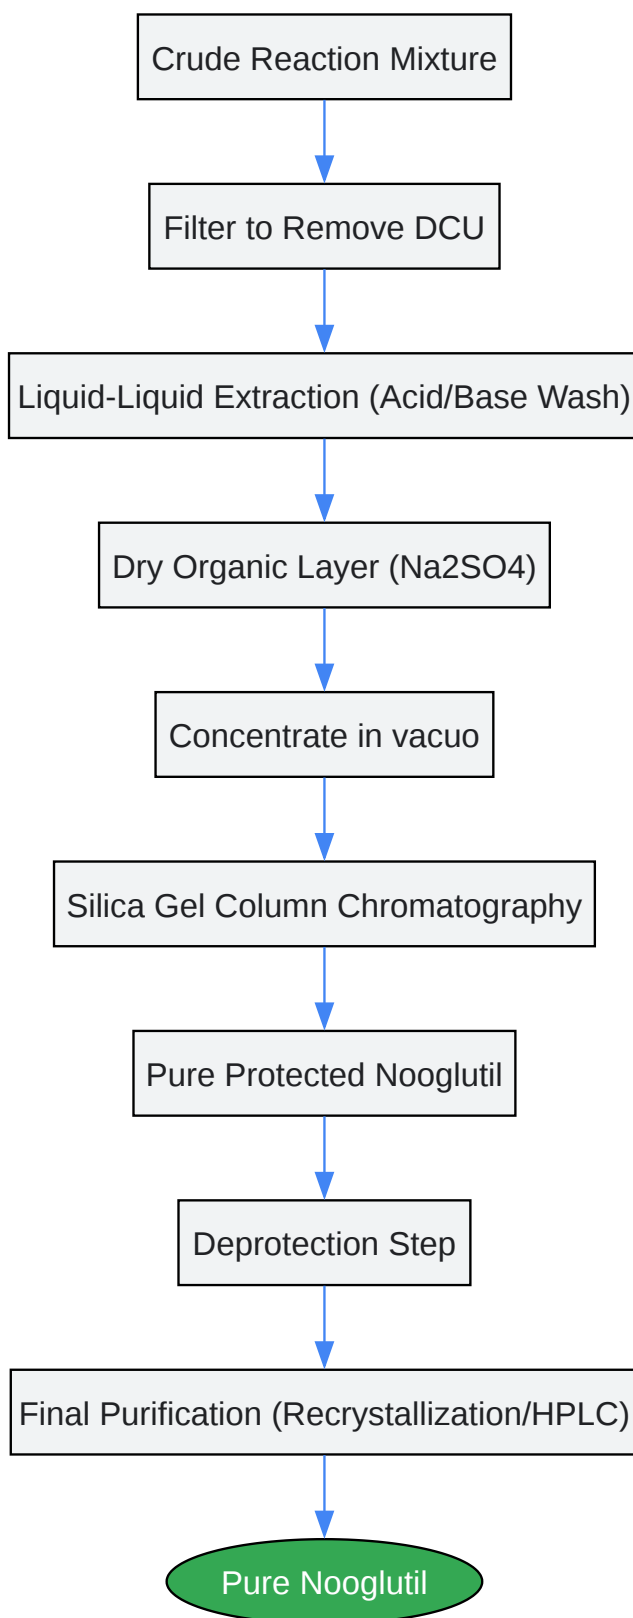 Crude Reaction Mixture
Filter to Remove DCU
Liquid-Liquid Extraction (Acid/Base Wash)
Dry Organic Layer (Na2SO4)
Concentrate in vacuo
Silica Gel Column Chromatography
Pure Protected Nooglutil
Deprotection Step
Final Purification (Recrystallization/HPLC)
Pure Nooglutil